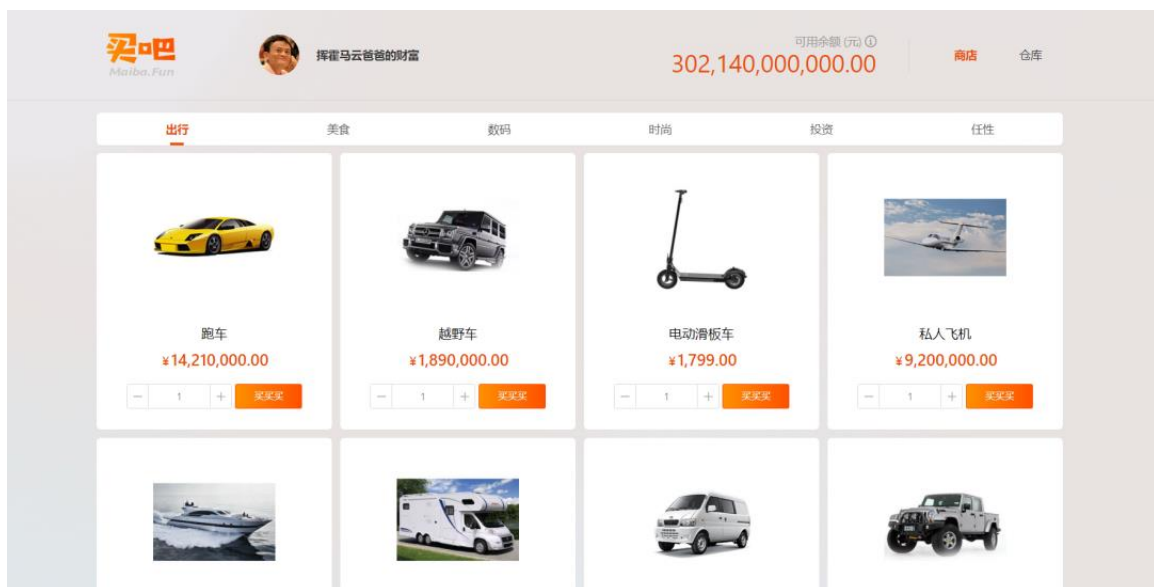 买吧
Maiba.Fun
挥霍马云爸爸的财富
可用余额 (元)
302,140,000,000.00
商店
仓库
出行
美食
数码
时尚
投资
任性
跑车
¥14,210,000.00
1
买买买
越野车
¥1,890,000.00
1
买买买
电动滑板车
¥1,799.00
1
买买买
私人飞机
¥9,200,000.00
1
买买买